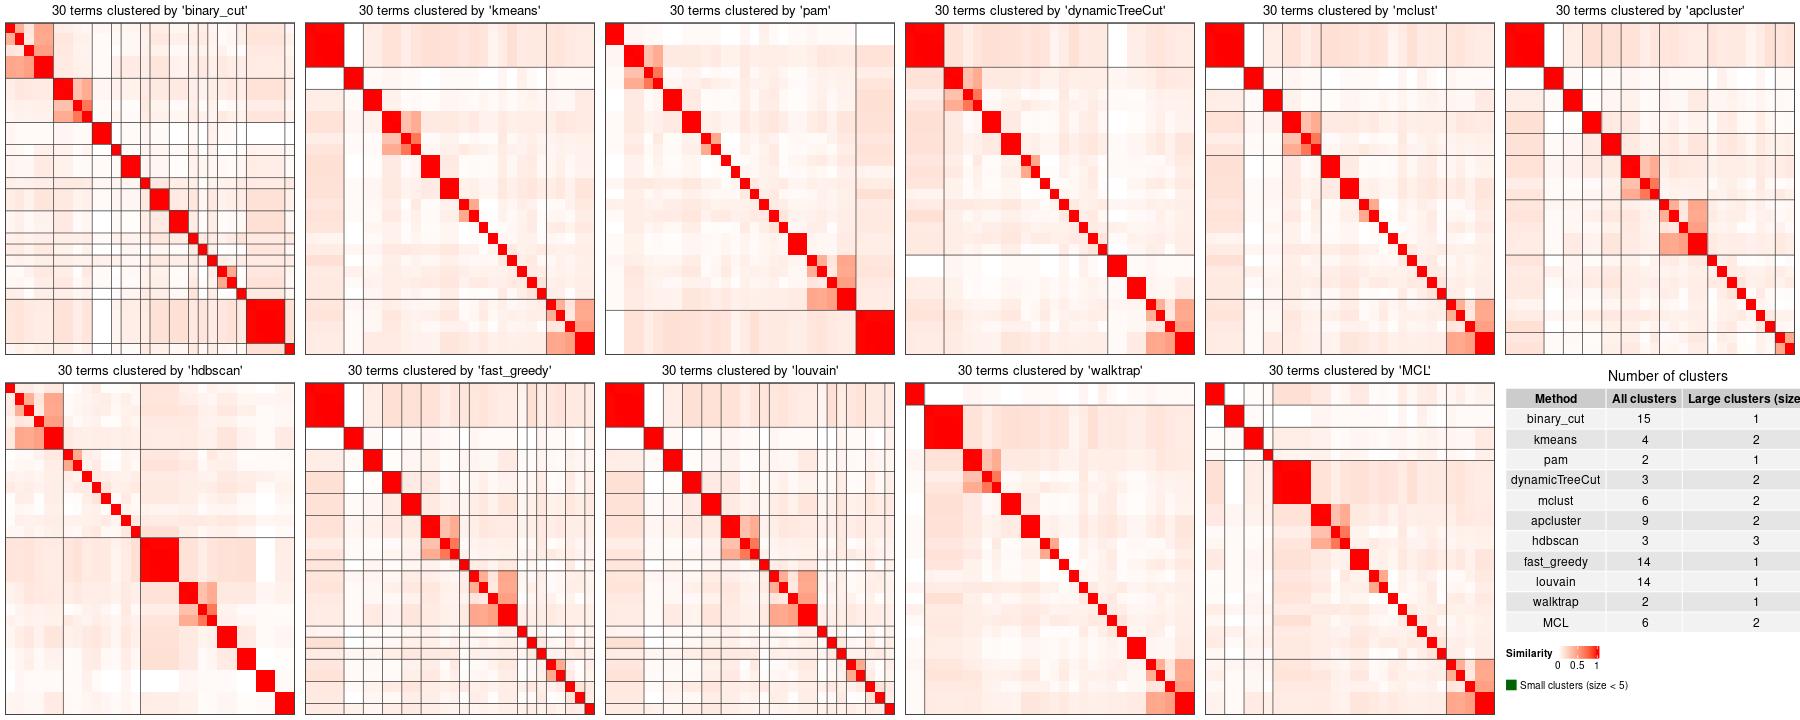 30 terms clustered by 'binary_cut'
30 terms clustered by 'kmeans'
30 terms clustered by 'pam'
30 terms clustered by 'dynamicTreeCut'
30 terms clustered by 'mclust'
30 terms clustered by 'apcluster'
30 terms clustered by 'hdbscan'
30 terms clustered by 'fast_greedy'
30 terms clustered by 'louvain'
30 terms clustered by 'walktrap'
30 terms clustered by 'MCL'
Number of clusters
Method All clusters Large clusters (size
binary_cut 15 1
kmeans 4 2
pam 2 1
dynamicTreeCut 3 2
mclust 6 2
apcluster 9 2
hdbscan 3 3
fast_greedy 14 1
louvain 14 1
walktrap 2 1
MCL 6 2
Similarity
0 0.5 1
Small clusters (size < 5)